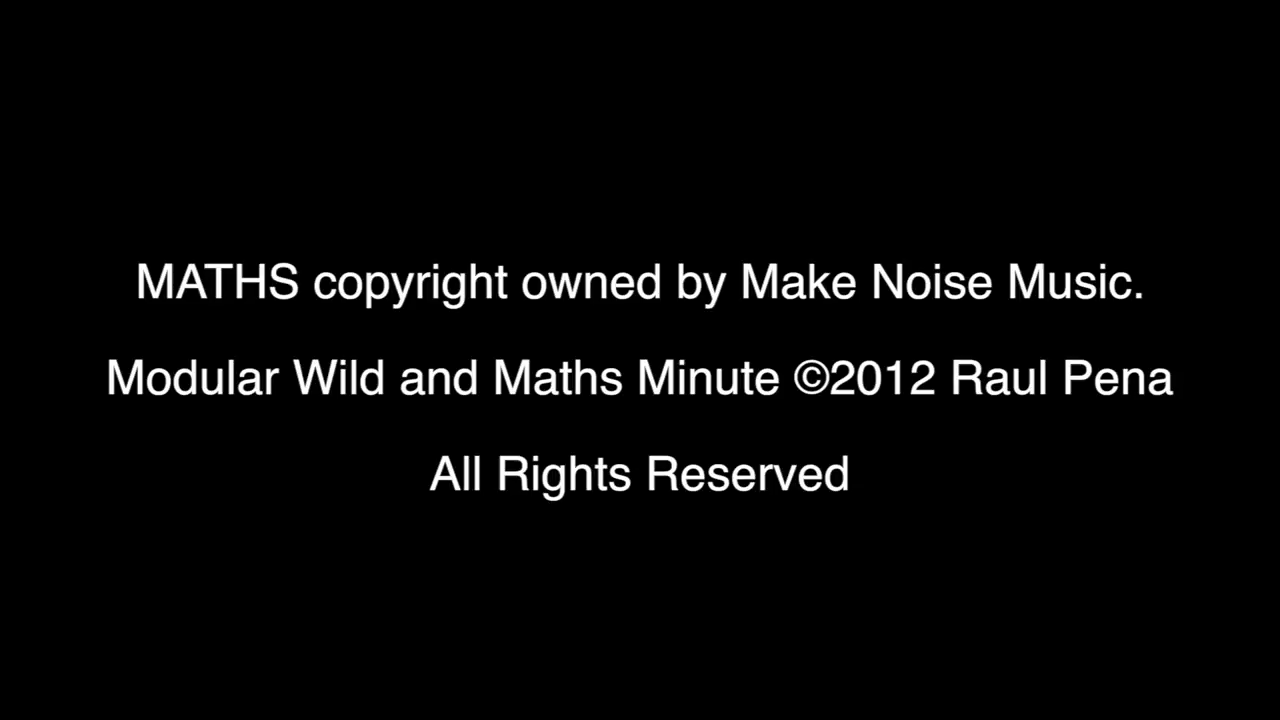 MATHS copyright owned by Make Noise Music.
Modular Wild and Maths Minute ©2012 Raul Pena
All Rights Reserved